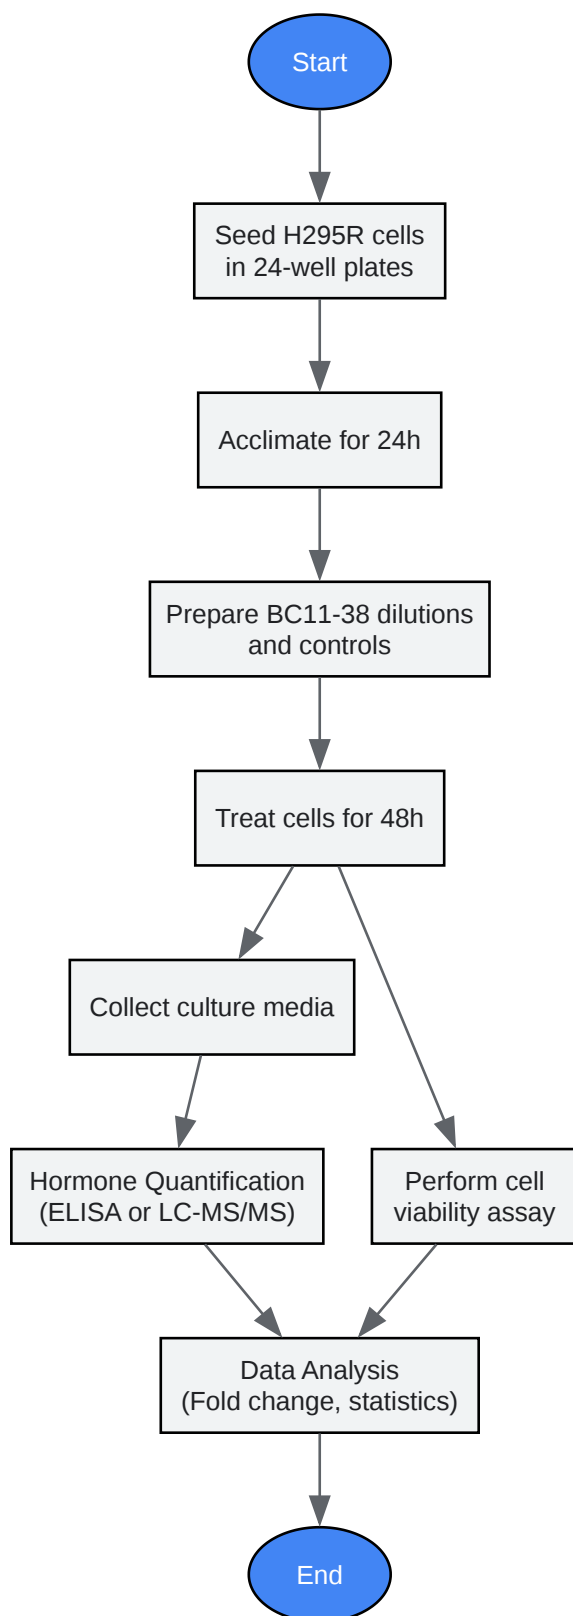 Start
Seed H295R cells
in 24-well plates
Acclimate for 24h
Prepare BC11-38 dilutions
and controls
Treat cells for 48h
Collect culture media
Hormone Quantification
(ELISA or LC-MS/MS)
Perform cell
viability assay
Data Analysis
(Fold change, statistics)
End